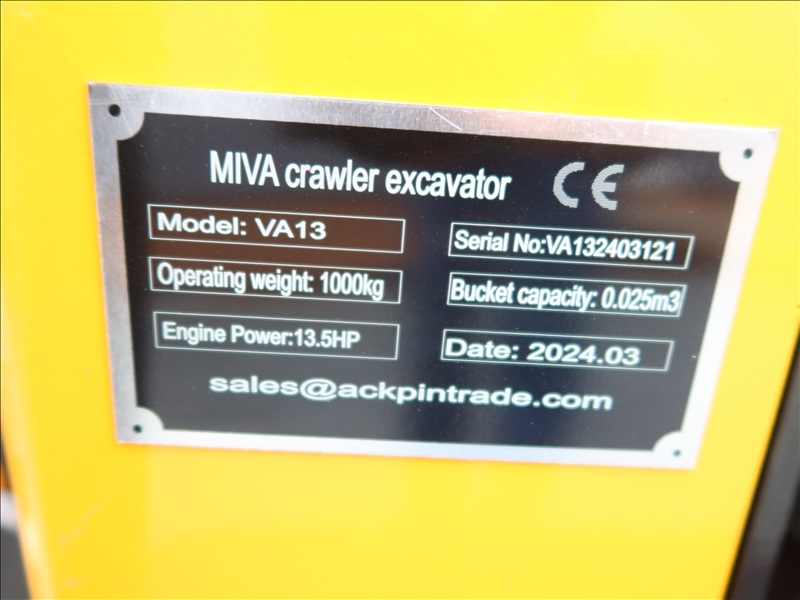 MIVA crawler excavator CE
Model: VA13
Serial No:VA132403121
Operating weight: 1000kg
Bucket capacity: 0.025m3
Engine Power:13.5HP
Date: 2024.03
sales@ackpintrade.com